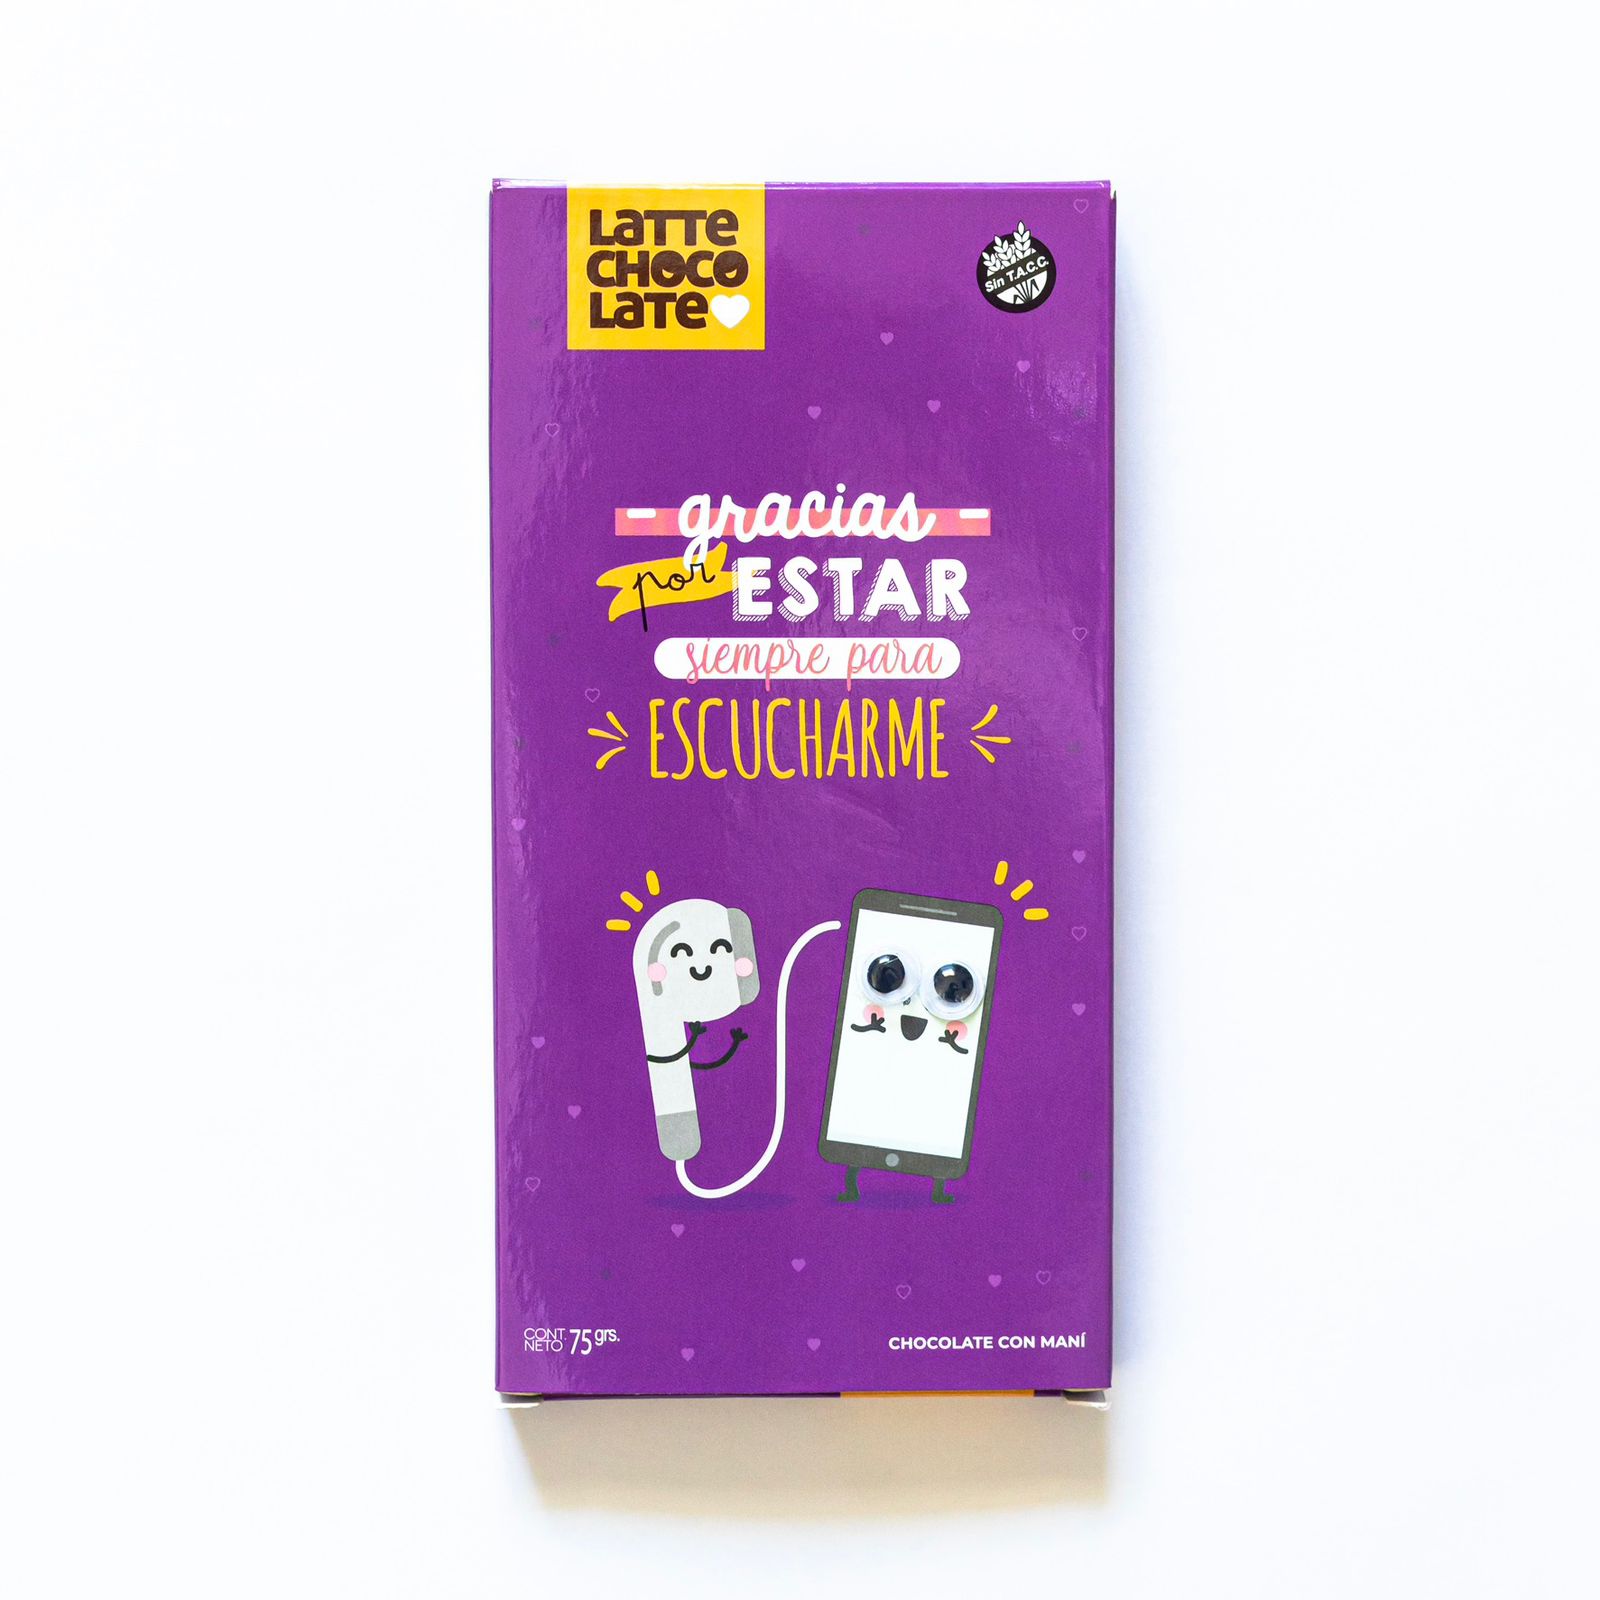 LaTTe
CHOCO
LaTe
Sin T.A.C.C.
gracias
por ESTAR
siempre para
ESCUCHARME
CONT. NETO 75 grs.
CHOCOLATE CON MANÍ